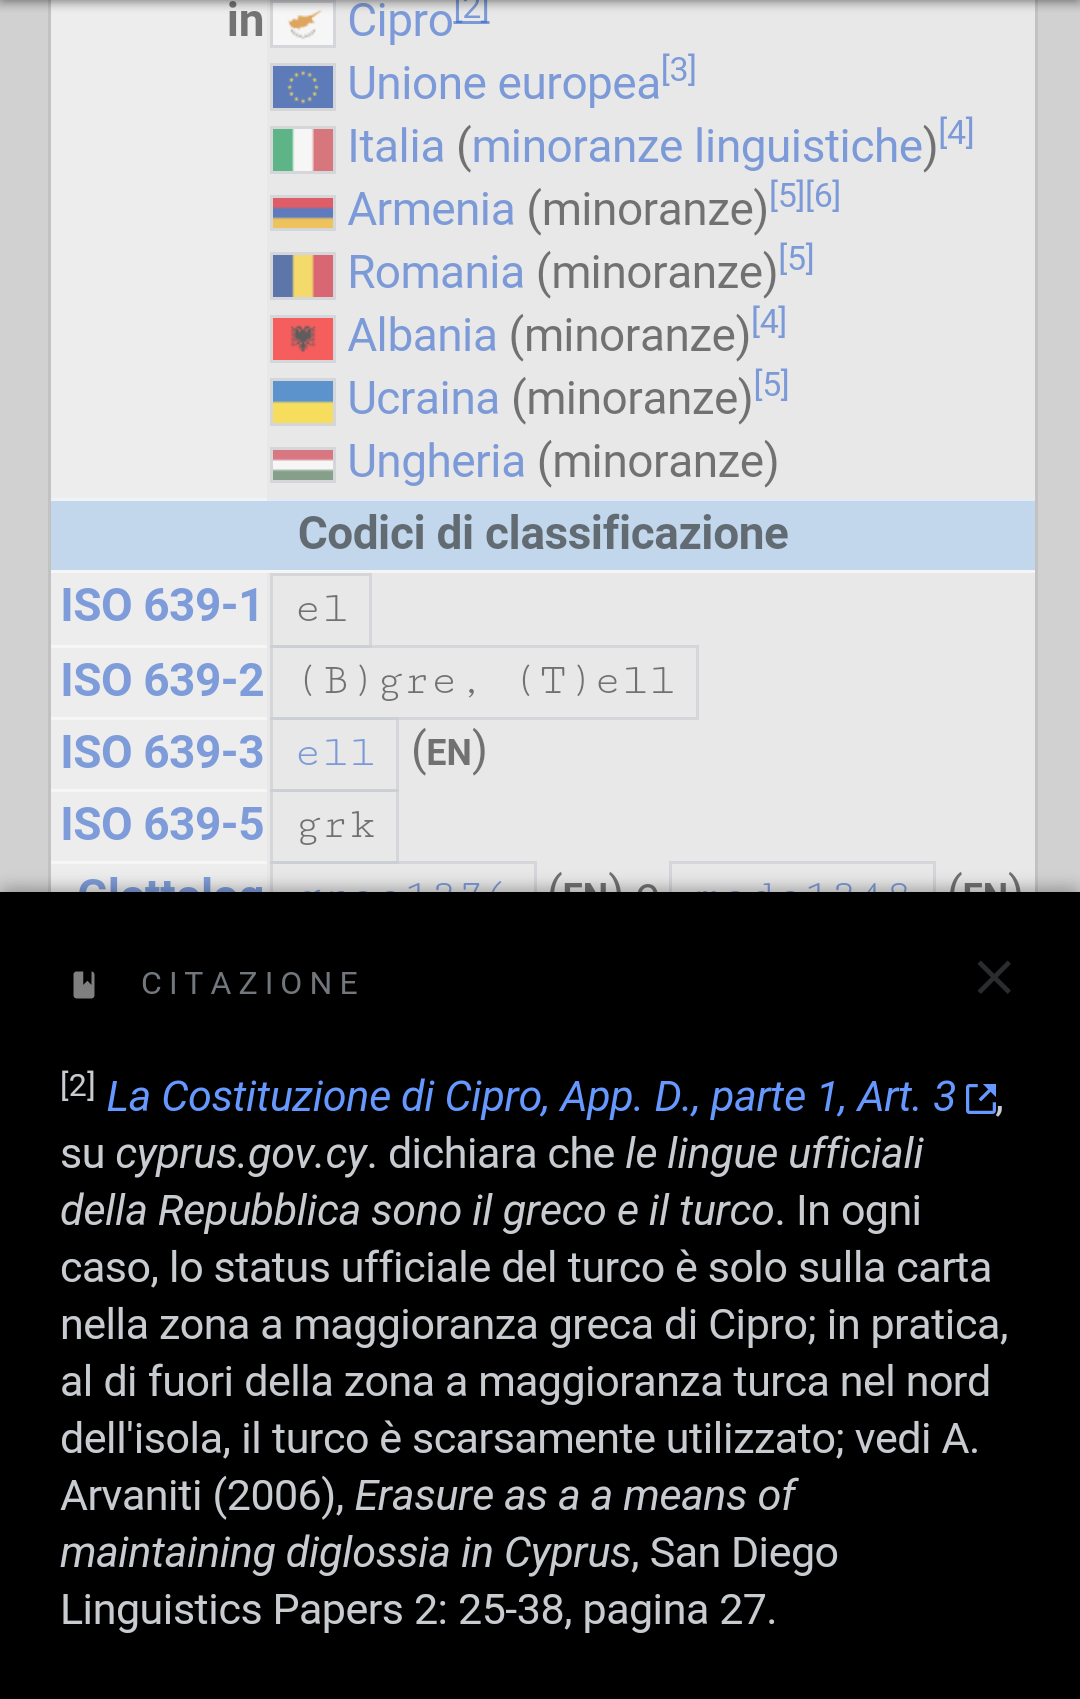 in Cipro[2]
Unione europea[3]
Italia (minoranze linguistiche)[4]
Armenia (minoranze)[5][6]
Romania (minoranze)[5]
Albania (minoranze)[4]
Ucraina (minoranze)[5]
Ungheria (minoranze)
Codici di classificazione
ISO 639-1 el
ISO 639-2 (B)gre, (T)ell
ISO 639-3 ell (EN)
ISO 639-5 grk
Glottolog (EN) e (EN)
CITAZIONE
[2] La Costituzione di Cipro, App. D., parte 1, Art. 3,
su cyprus.gov.cy. dichiara che le lingue ufficiali
della Repubblica sono il greco e il turco. In ogni
caso, lo status ufficiale del turco è solo sulla carta
nella zona a maggioranza greca di Cipro; in pratica,
al di fuori della zona a maggioranza turca nel nord
dell'isola, il turco è scarsamente utilizzato; vedi A.
Arvaniti (2006), Erasure as a a means of
maintaining diglossia in Cyprus, San Diego
Linguistics Papers 2: 25-38, pagina 27.